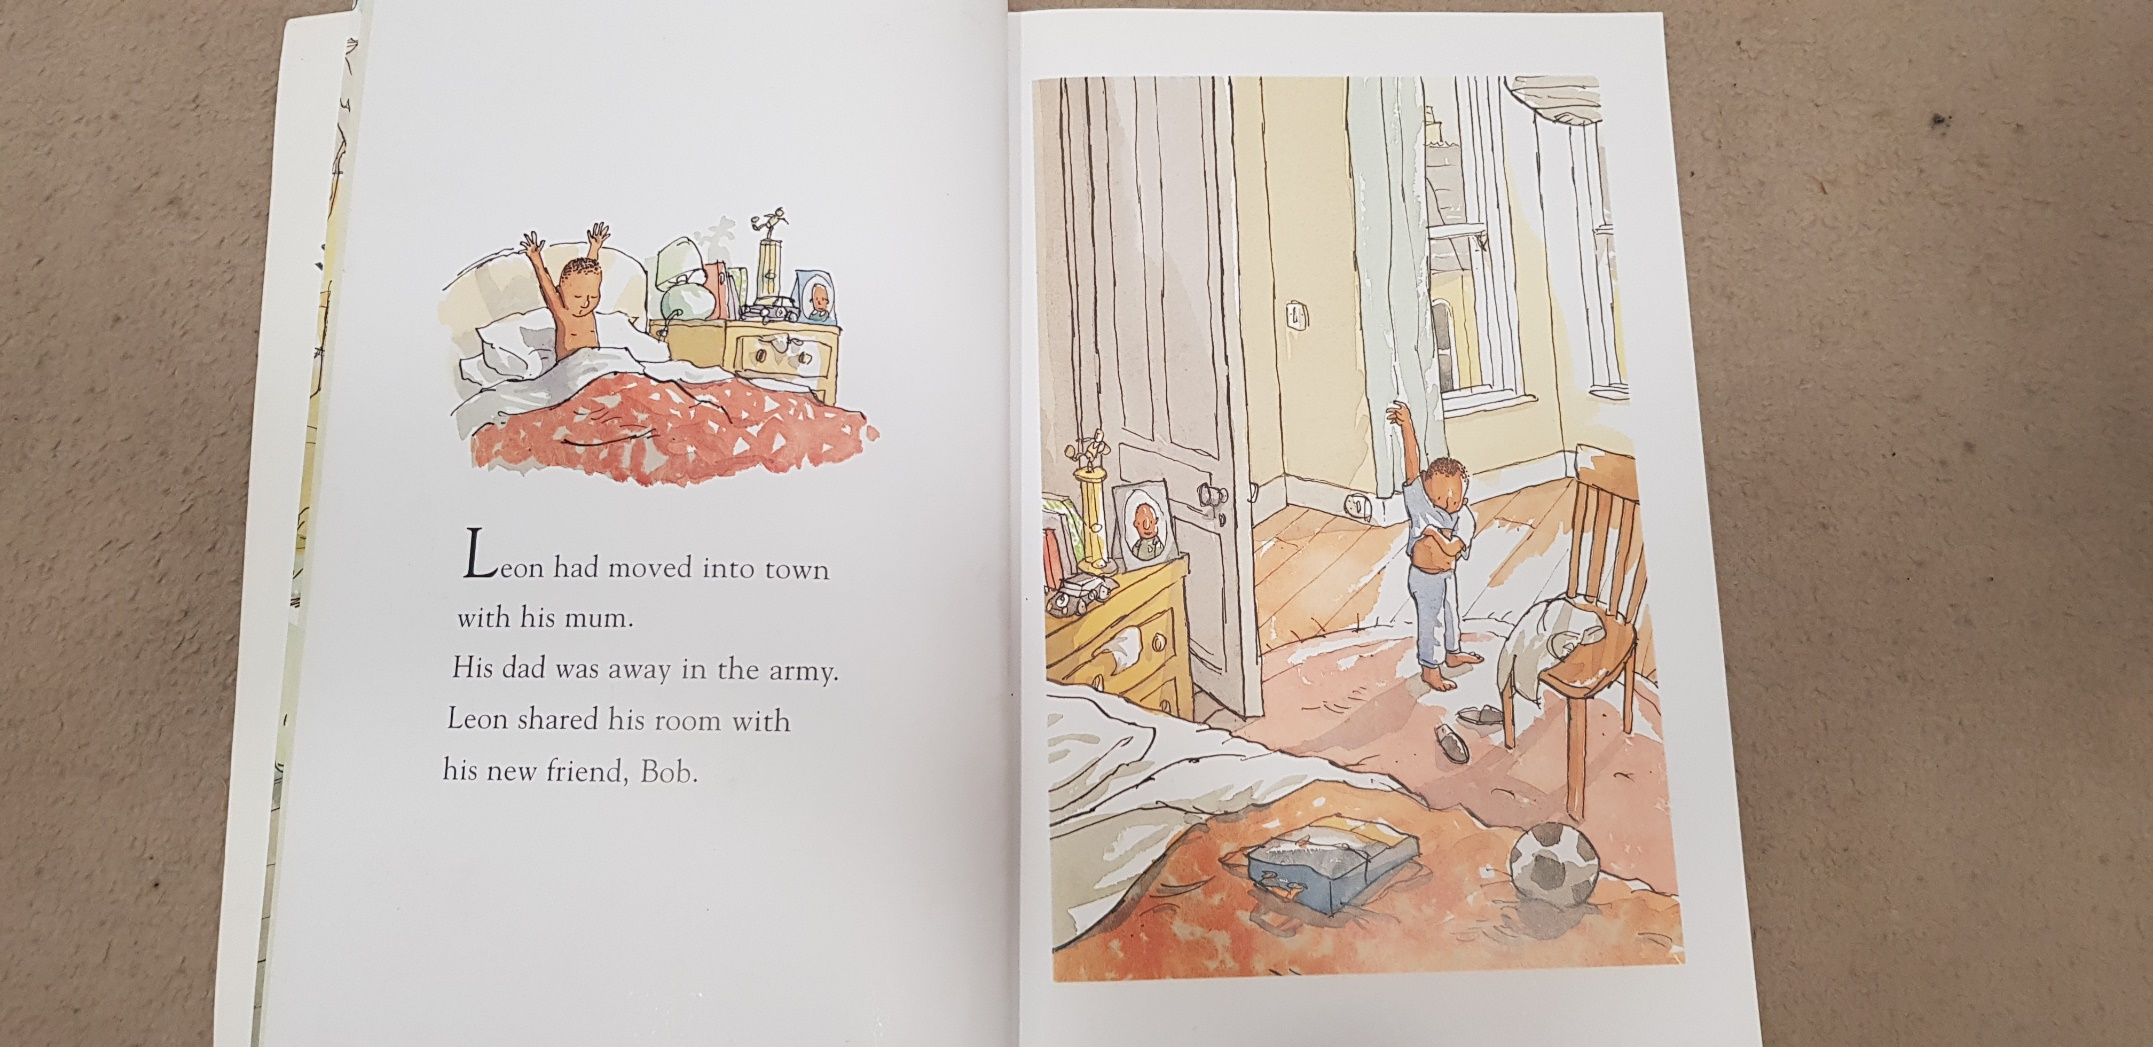 Leon had moved into town
with his mum.
His dad was away in the army.
Leon shared his room with
his new friend, Bob.